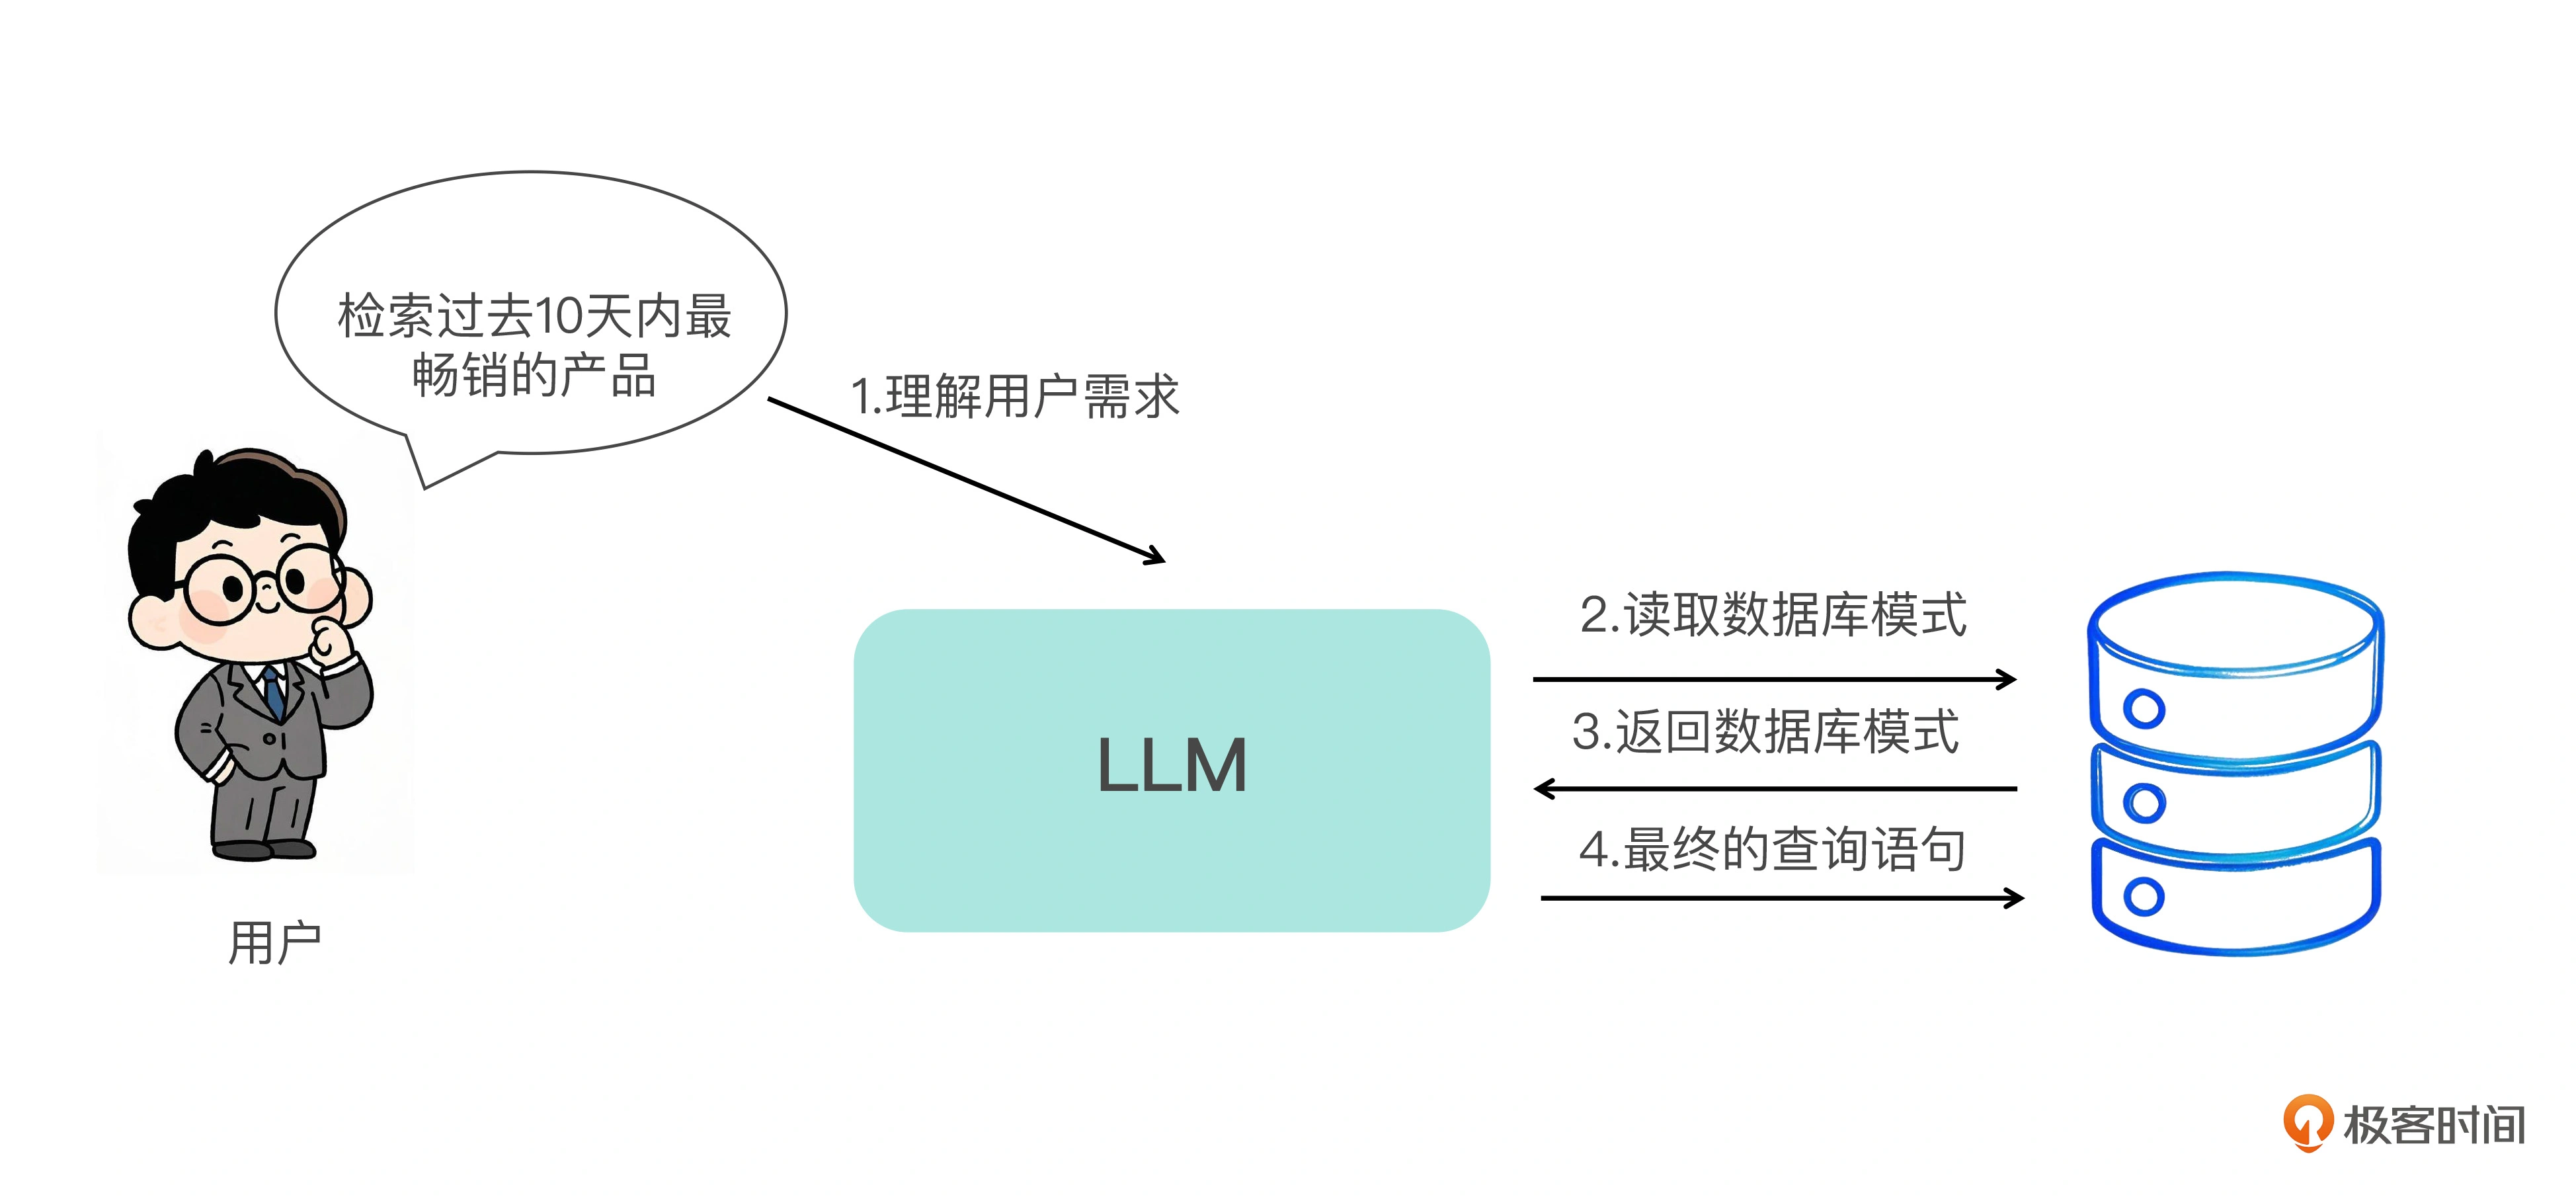 检索过去10天内最
畅销的产品
1.理解用户需求
2.读取数据库模式
3.返回数据库模式
4.最终的查询语句
LLM
用户
极客时间